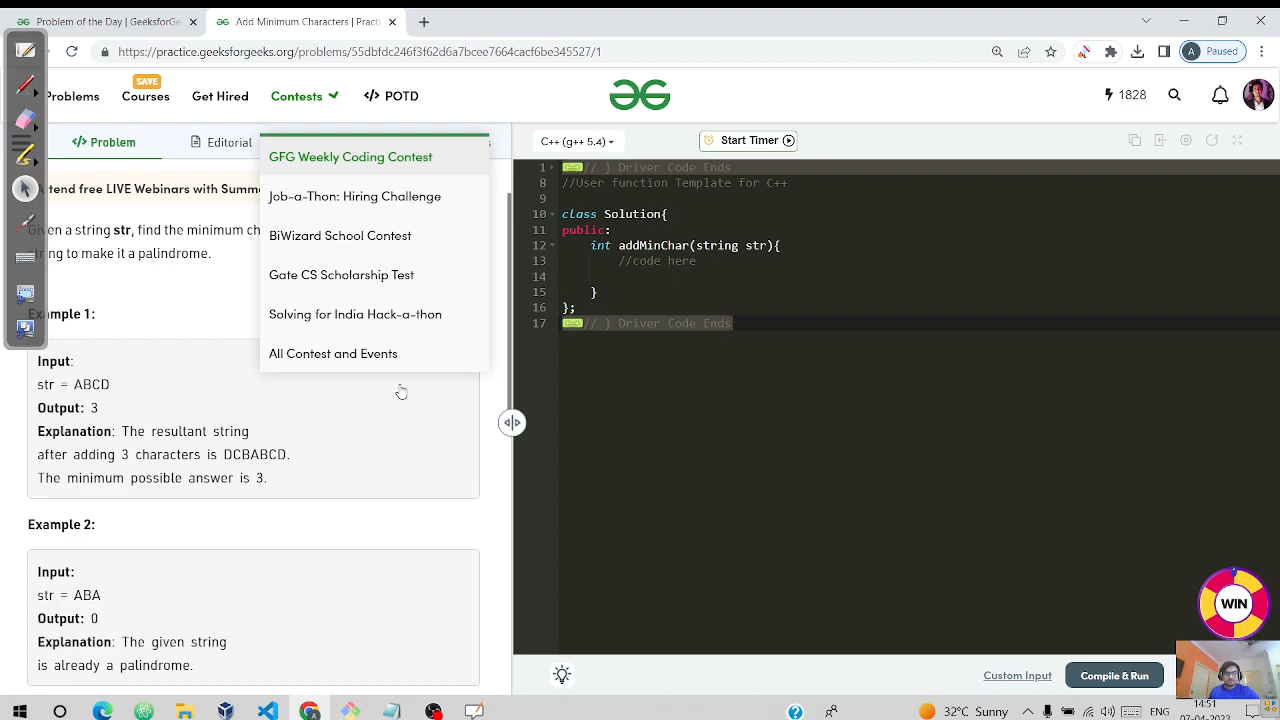 Problem of the Day | GeeksforGe
Add Minimum Characters | Practi
https://practice.geeksforgeeks.org/problems/55dbfdc246f3f62d6a7bcee7664cacf6be345527/1
A Paused
SAVE
Problems Courses Get Hired Contests </> POTD
1828
</> Problem Editorial
C++ (g++ 5.4)
Start Timer
GFG Weekly Coding Contest
Job-a-Thon: Hiring Challenge
BiWizard School Contest
Gate CS Scholarship Test
Solving for India Hack-a-thon
All Contest and Events
tend free LIVE Webinars with Summ
Given a string str, find the minimum ch
string to make it a palindrome.
Example 1:
Input:
str = ABCD
Output: 3
Explanation: The resultant string
after adding 3 characters is DCBABCD.
The minimum possible answer is 3.
Example 2:
Input:
str = ABA
Output: 0
Explanation: The given string
is already a palindrome.
1 // } Driver Code Ends
8 //User function Template for C++
9
10 class Solution{
11 public:
12 int addMinChar(string str){
13 //code here
14
15 }
16 };
17 // } Driver Code Ends
WIN
Custom Input
Compile & Run
32°C Sunny
ENG
14:51
07-04-2023